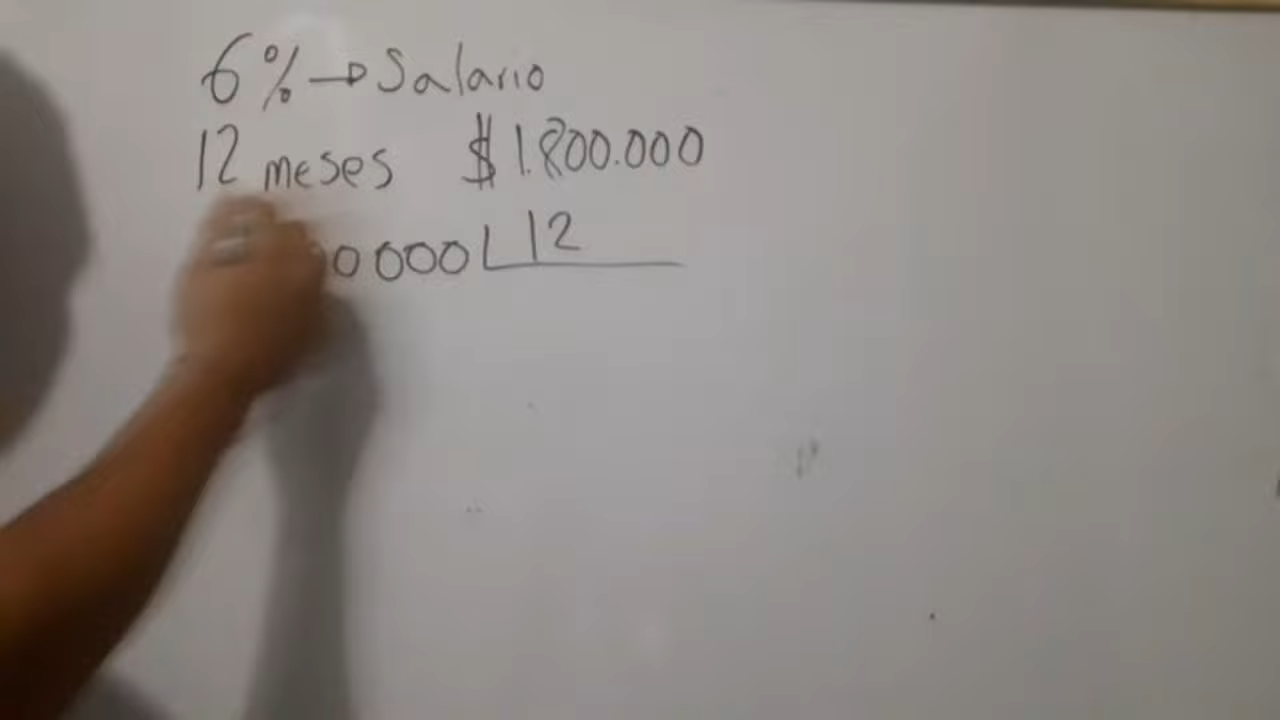 6% → Salario
12 meses $1.800.000
0000 12